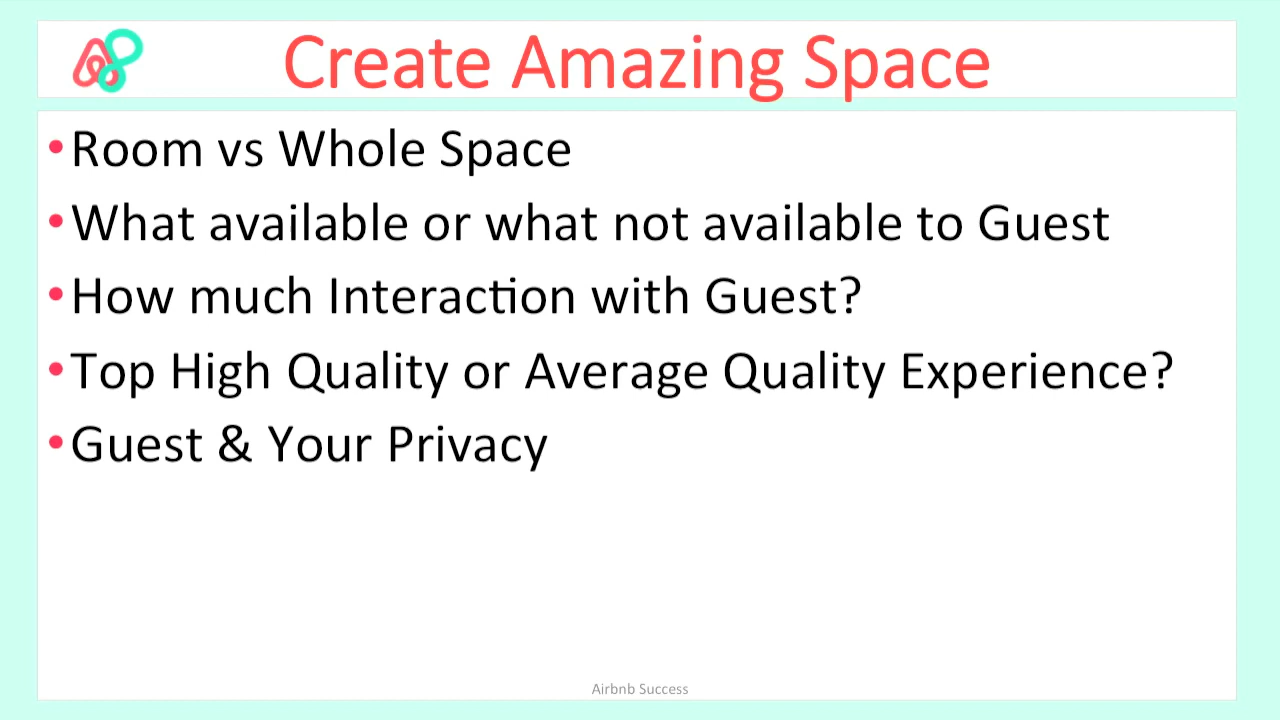 Create Amazing Space
•Room vs Whole Space
•What available or what not available to Guest
•How much Interaction with Guest?
•Top High Quality or Average Quality Experience?
•Guest & Your Privacy
Airbnb Success